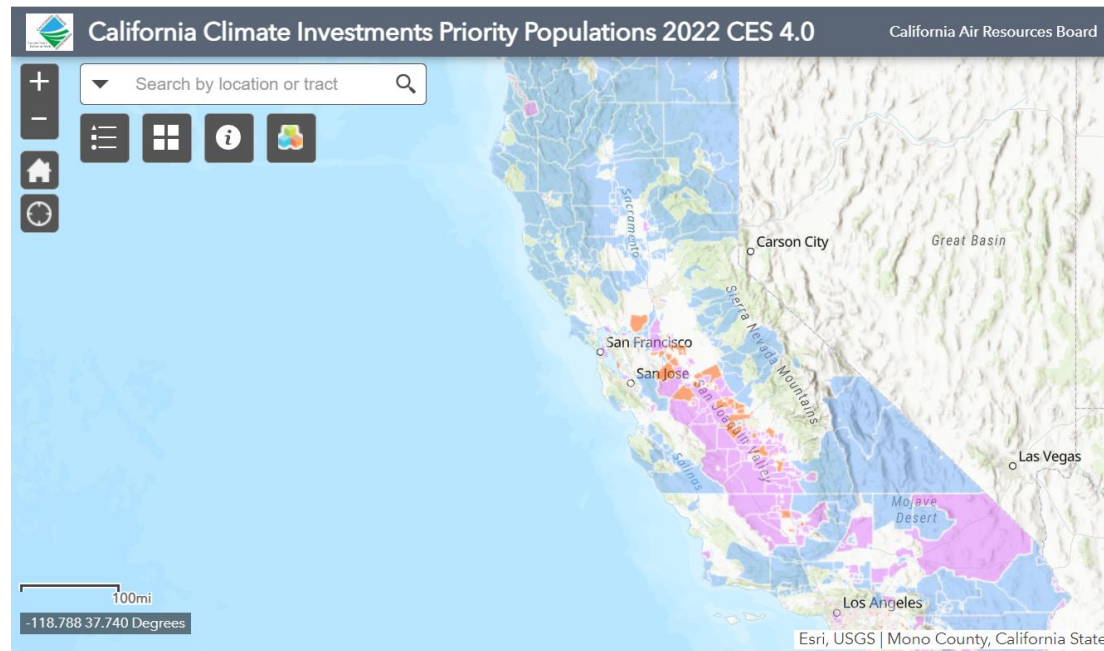 California Climate Investments Priority Populations 2022 CES 4.0
California Air Resources Board
+
Search by location or tract
−
i
Sacramento
Carson City
Great Basin
Sierra Nevada Mountains
San Francisco
San Jose
San Joaquin Valley
Salinas
Las Vegas
Mojave
Desert
100mi
Los Angeles
-118.788 37.740 Degrees
Esri, USGS | Mono County, California State